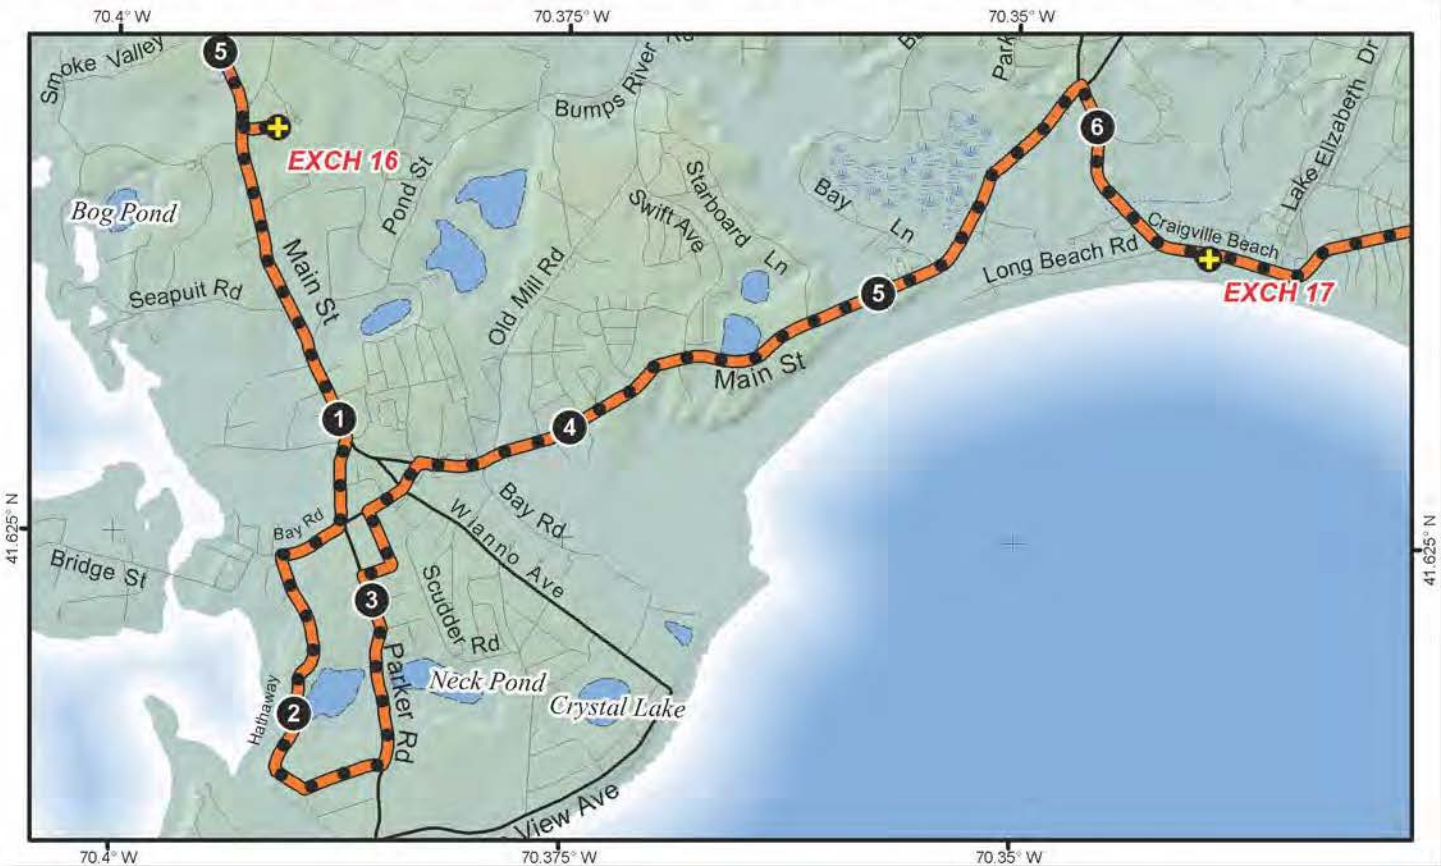 70.4° W
70.375° W
70.35° W
5
Smoke Valley
Bumps River Rd
Park
Lake Elizabeth Dr
6
EXCH 16
Pond St
Bog Pond
Starboard Ln
Swift Ave
Bay Ln
Craigville Beach
Long Beach Rd
EXCH 17
Main St
Seapuit Rd
Old Mill Rd
5
Main St
1
4
41.625° N
Bay Rd
Bay Rd
Wianno Ave
41.625° N
Bridge St
3
Scudder Rd
Parker Rd
Neck Pond
Crystal Lake
Hathaway
2
View Ave
70.4° W
70.375° W
70.35° W